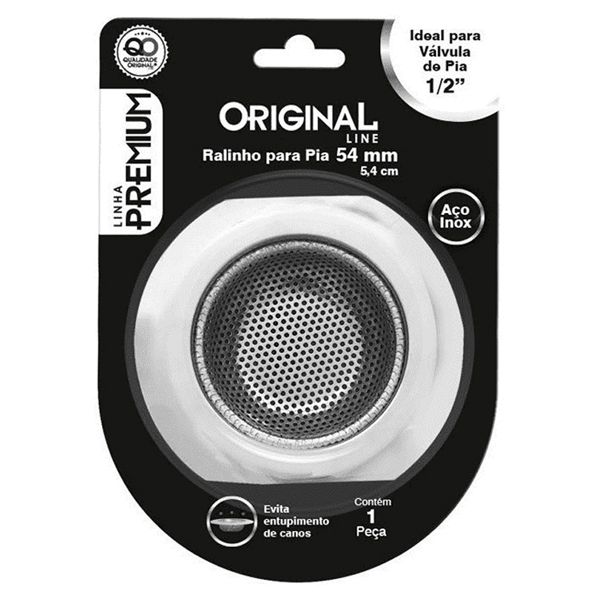 QO
QUALIDADE
ORIGINAL
LINHA
PREMIUM
Ideal para
Válvula
de Pia
1/2”
ORIGINAL
LINE
Ralinho para Pia 54 mm
5,4 cm
Aço
Inox
Evita
entupimento
de canos
Contém
1
Peça